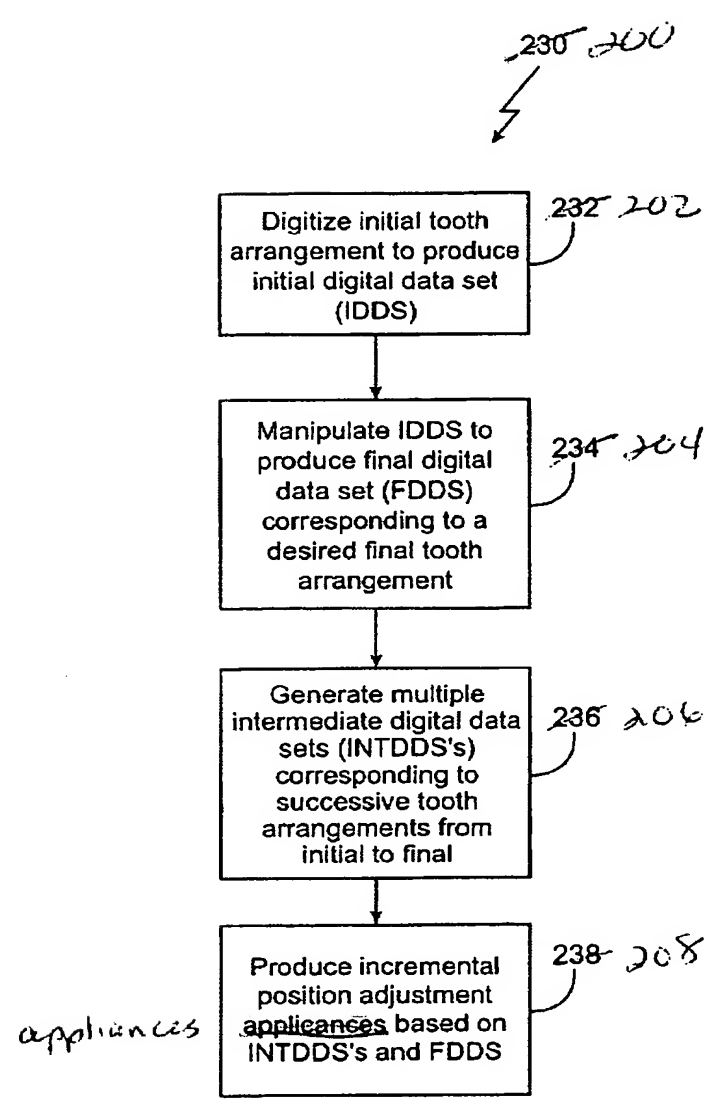 230 200
Digitize initial tooth
arrangement to produce
initial digital data set
(IDDS)
232 202
Manipulate IDDS to
produce final digital
data set (FDDS)
corresponding to a
desired final tooth
arrangement
234 204
Generate multiple
intermediate digital data
sets (INTDDS's)
corresponding to
successive tooth
arrangements from
initial to final
236 206
Produce incremental
position adjustment
applicances based on
INTDDS's and FDDS
238 208
appliances